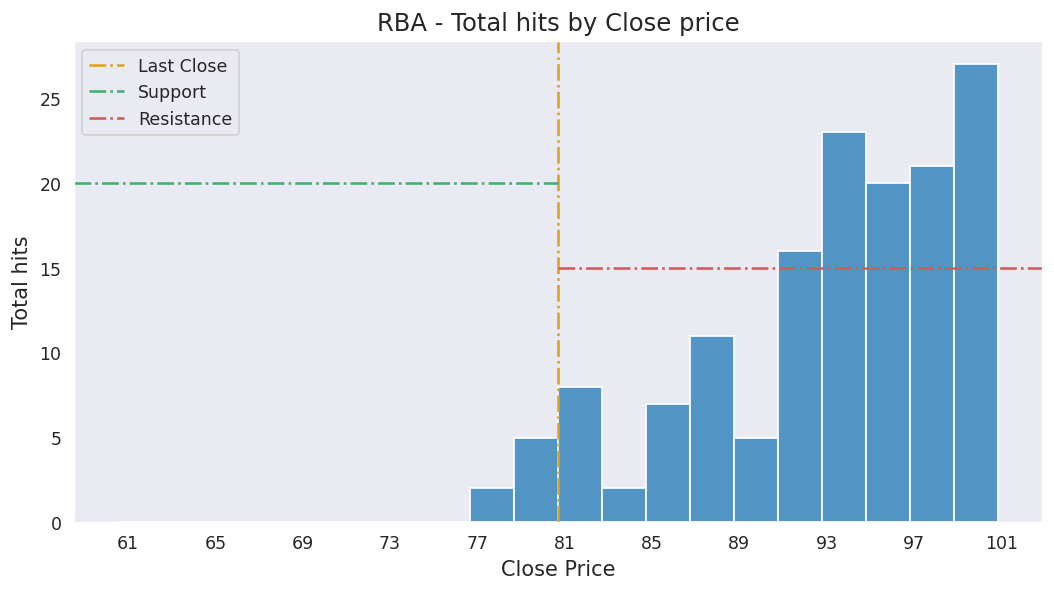 RBA - Total hits by Close price
Last Close
Support
Resistance
Total hits
25
20
15
10
5
0
61 65 69 73 77 81 85 89 93 97 101
Close Price